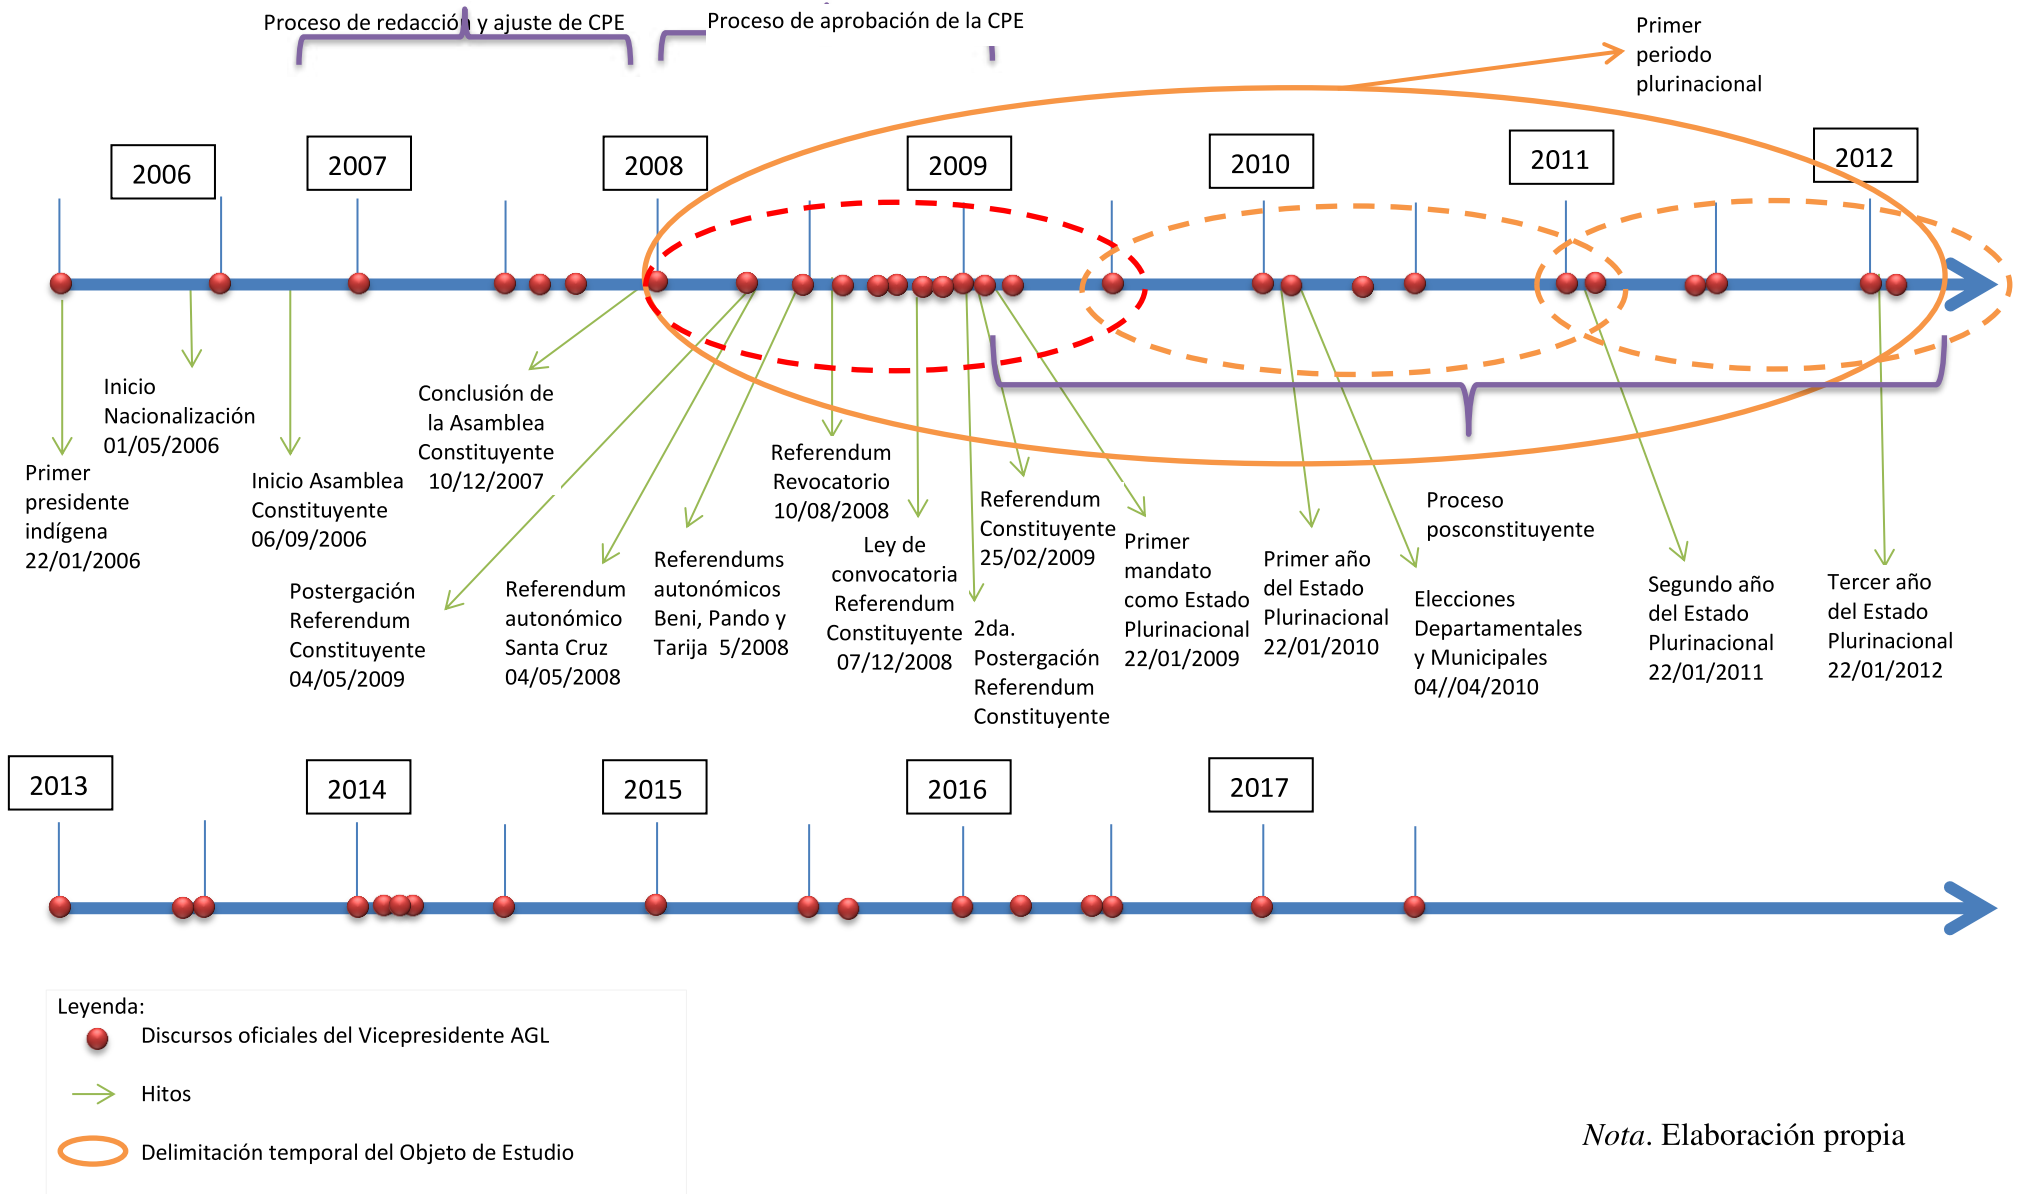 Proceso de redacción y ajuste de CPE
Proceso de aprobación de la CPE
Primer
periodo
plurinacional
2006
2007
2008
2009
2010
2011
2012
Primer
presidente
indígena
22/01/2006
Inicio
Nacionalización
01/05/2006
Inicio Asamblea
Constituyente
06/09/2006
Conclusión de
la Asamblea
Constituyente
10/12/2007
Postergación
Referendum
Constituyente
04/05/2009
Referendum
autonómico
Santa Cruz
04/05/2008
Referendums
autonómicos
Beni, Pando y
Tarija  5/2008
Referendum
Revocatorio
10/08/2008
Ley de
convocatoria
Referendum
Constituyente
07/12/2008
Referendum
Constituyente
25/02/2009
2da.
Postergación
Referendum
Constituyente
Primer
mandato
como Estado
Plurinacional
22/01/2009
Primer año
del Estado
Plurinacional
22/01/2010
Proceso
posconstituyente
Elecciones
Departamentales
y Municipales
04//04/2010
Segundo año
del Estado
Plurinacional
22/01/2011
Tercer año
del Estado
Plurinacional
22/01/2012
2013
2014
2015
2016
2017
Leyenda:
Discursos oficiales del Vicepresidente AGL
Hitos
Delimitación temporal del Objeto de Estudio
Nota. Elaboración propia